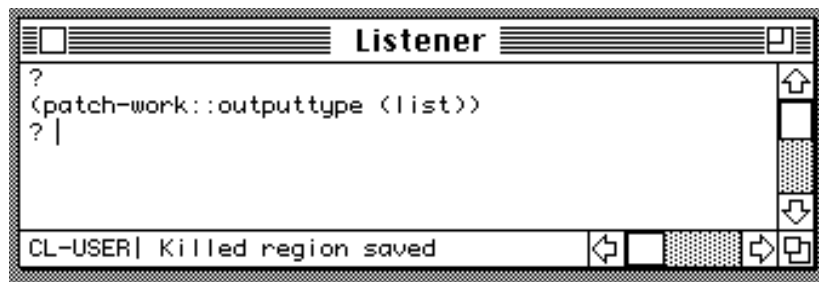 Listener
?
(patch-work::outputtype (list))
? |
CL-USER| Killed region saved